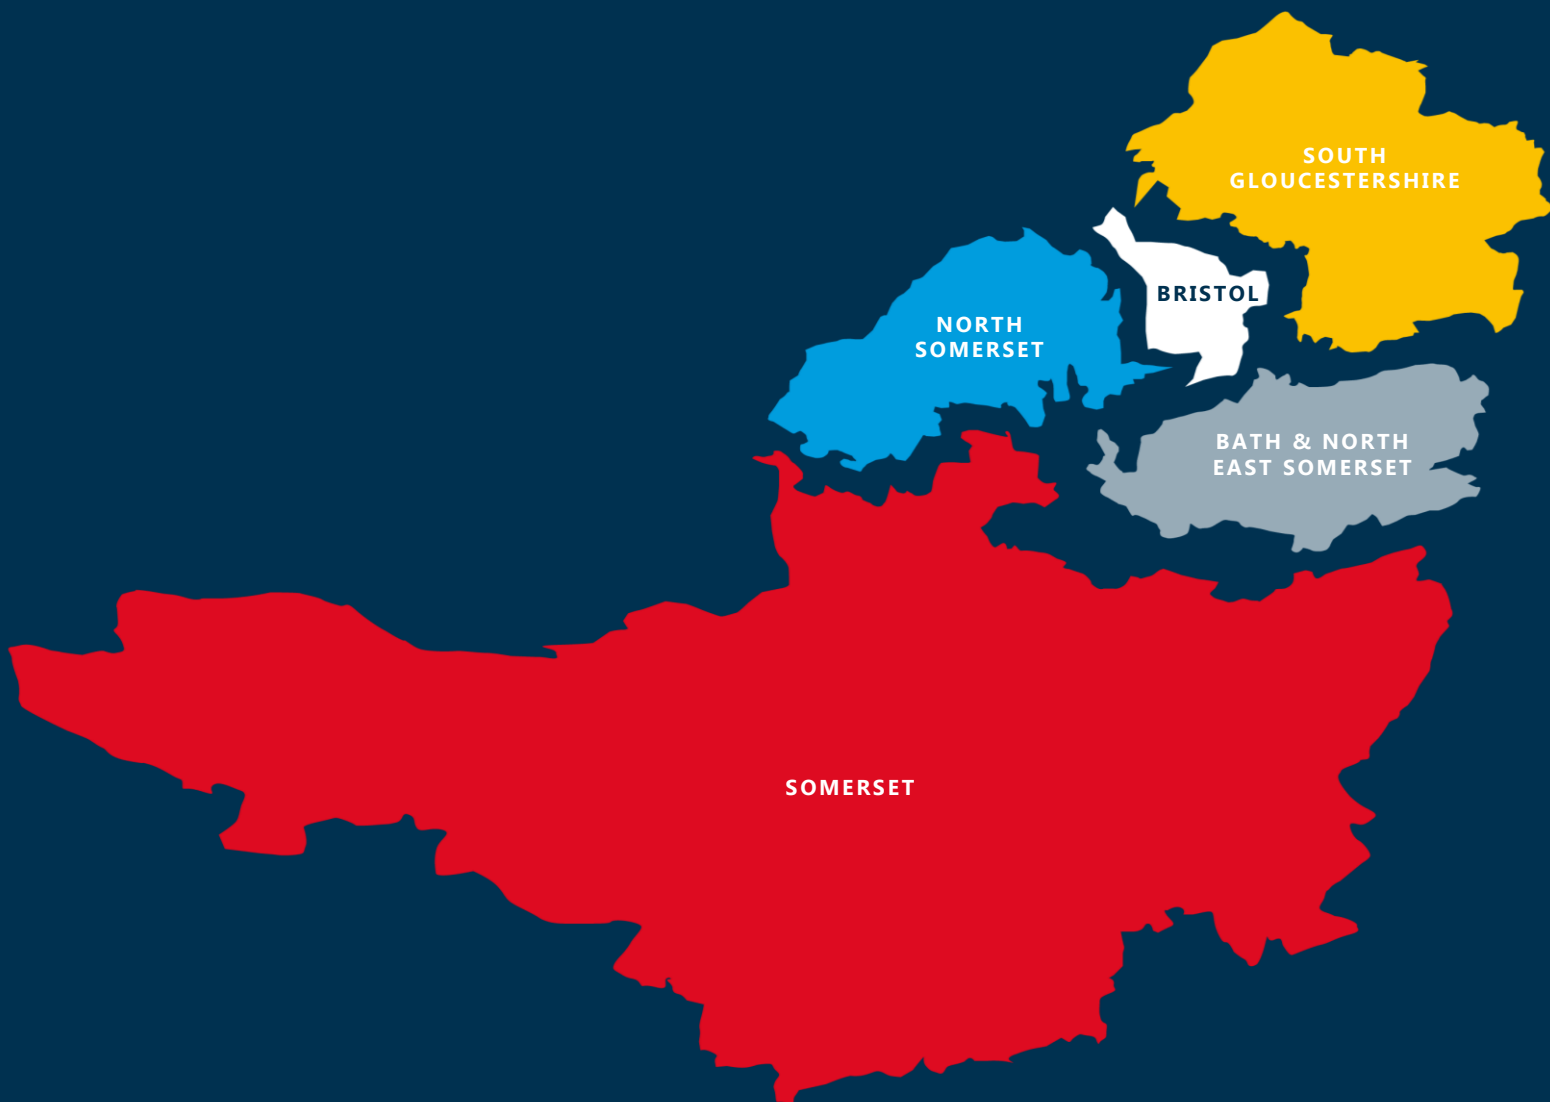 SOUTH
GLOUCESTERSHIRE
BRISTOL
NORTH
SOMERSET
BATH & NORTH
EAST SOMERSET
SOMERSET